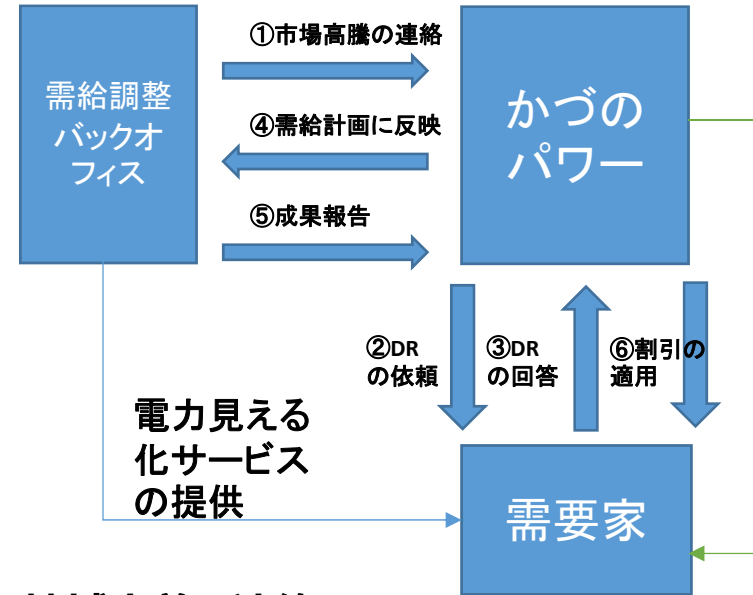 需給調整
バックオ
フィス
①市場高騰の連絡
④需給計画に反映
⑤成果報告
かづの
パワー
②DR
の依頼
③DR
の回答
⑥割引の
適用
電力見える
化サービス
の提供
需要家